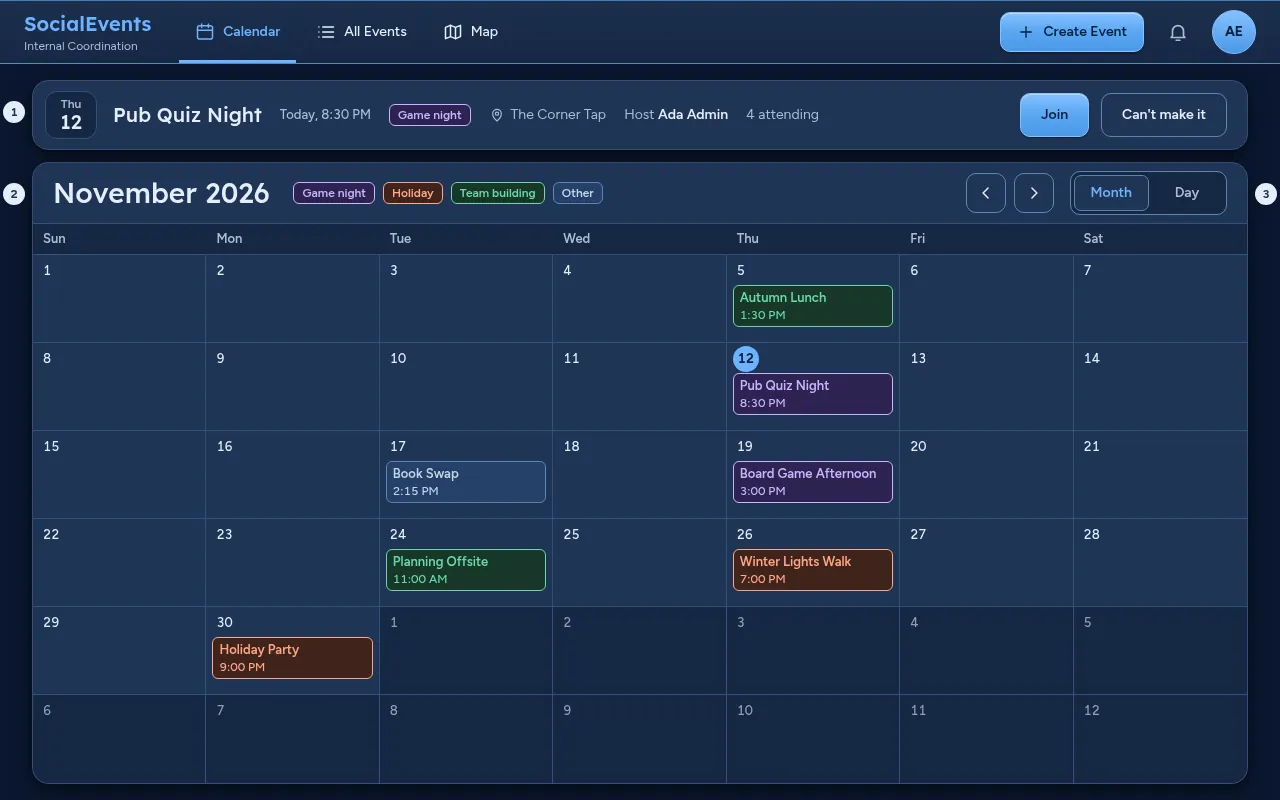 SocialEvents
Internal Coordination
Calendar
All Events
Map
Create Event
AE
1
Thu
12
Pub Quiz Night
Today, 8:30 PM
Game night
The Corner Tap
Host Ada Admin
4 attending
Join
Can't make it
2
November 2026
Game night
Holiday
Team building
Other
Month
Day
3
Sun Mon Tue Wed Thu Fri Sat
1 2 3 4 5 6 7
Autumn Lunch
1:30 PM
8 9 10 11 12 13 14
Pub Quiz Night
8:30 PM
15 16 17 18 19 20 21
Book Swap
2:15 PM
Board Game Afternoon
3:00 PM
22 23 24 25 26 27 28
Planning Offsite
11:00 AM
Winter Lights Walk
7:00 PM
29 30 1 2 3 4 5
Holiday Party
9:00 PM
6 7 8 9 10 11 12